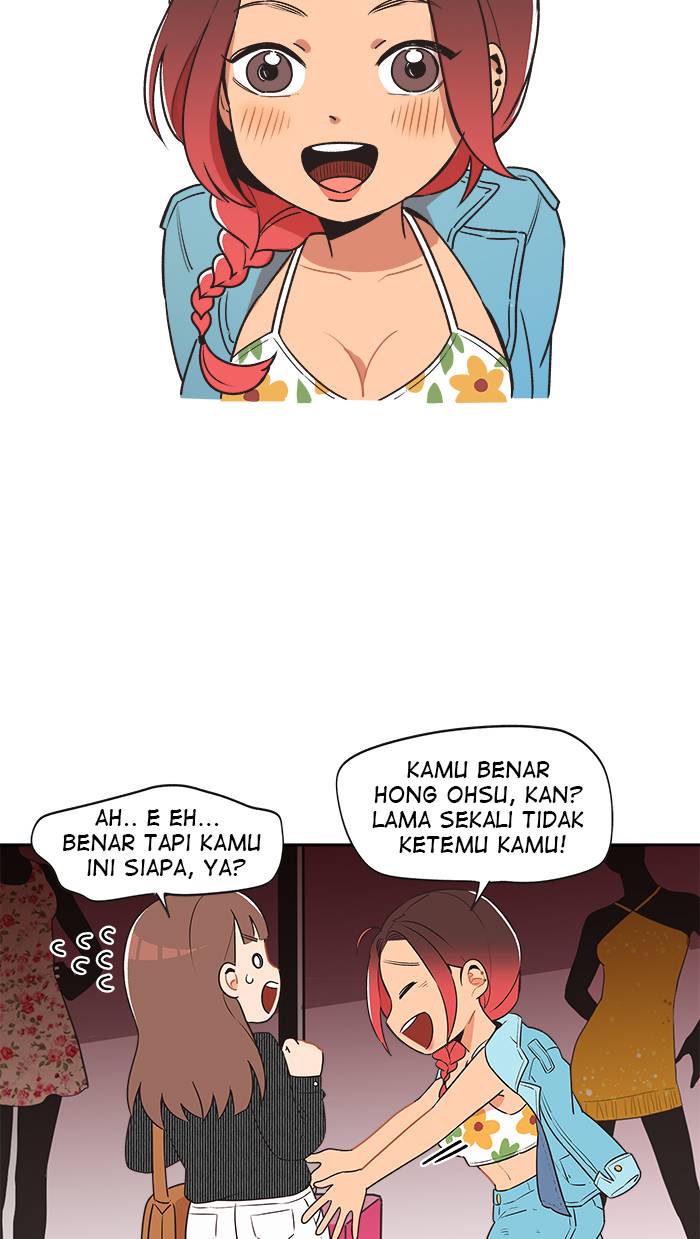 KAMU BENAR
HONG OHSU, KAN?
LAMA SEKALI TIDAK
KETEMU KAMU!
AH.. E EH...
BENAR TAPI KAMU
INI SIAPA, YA?